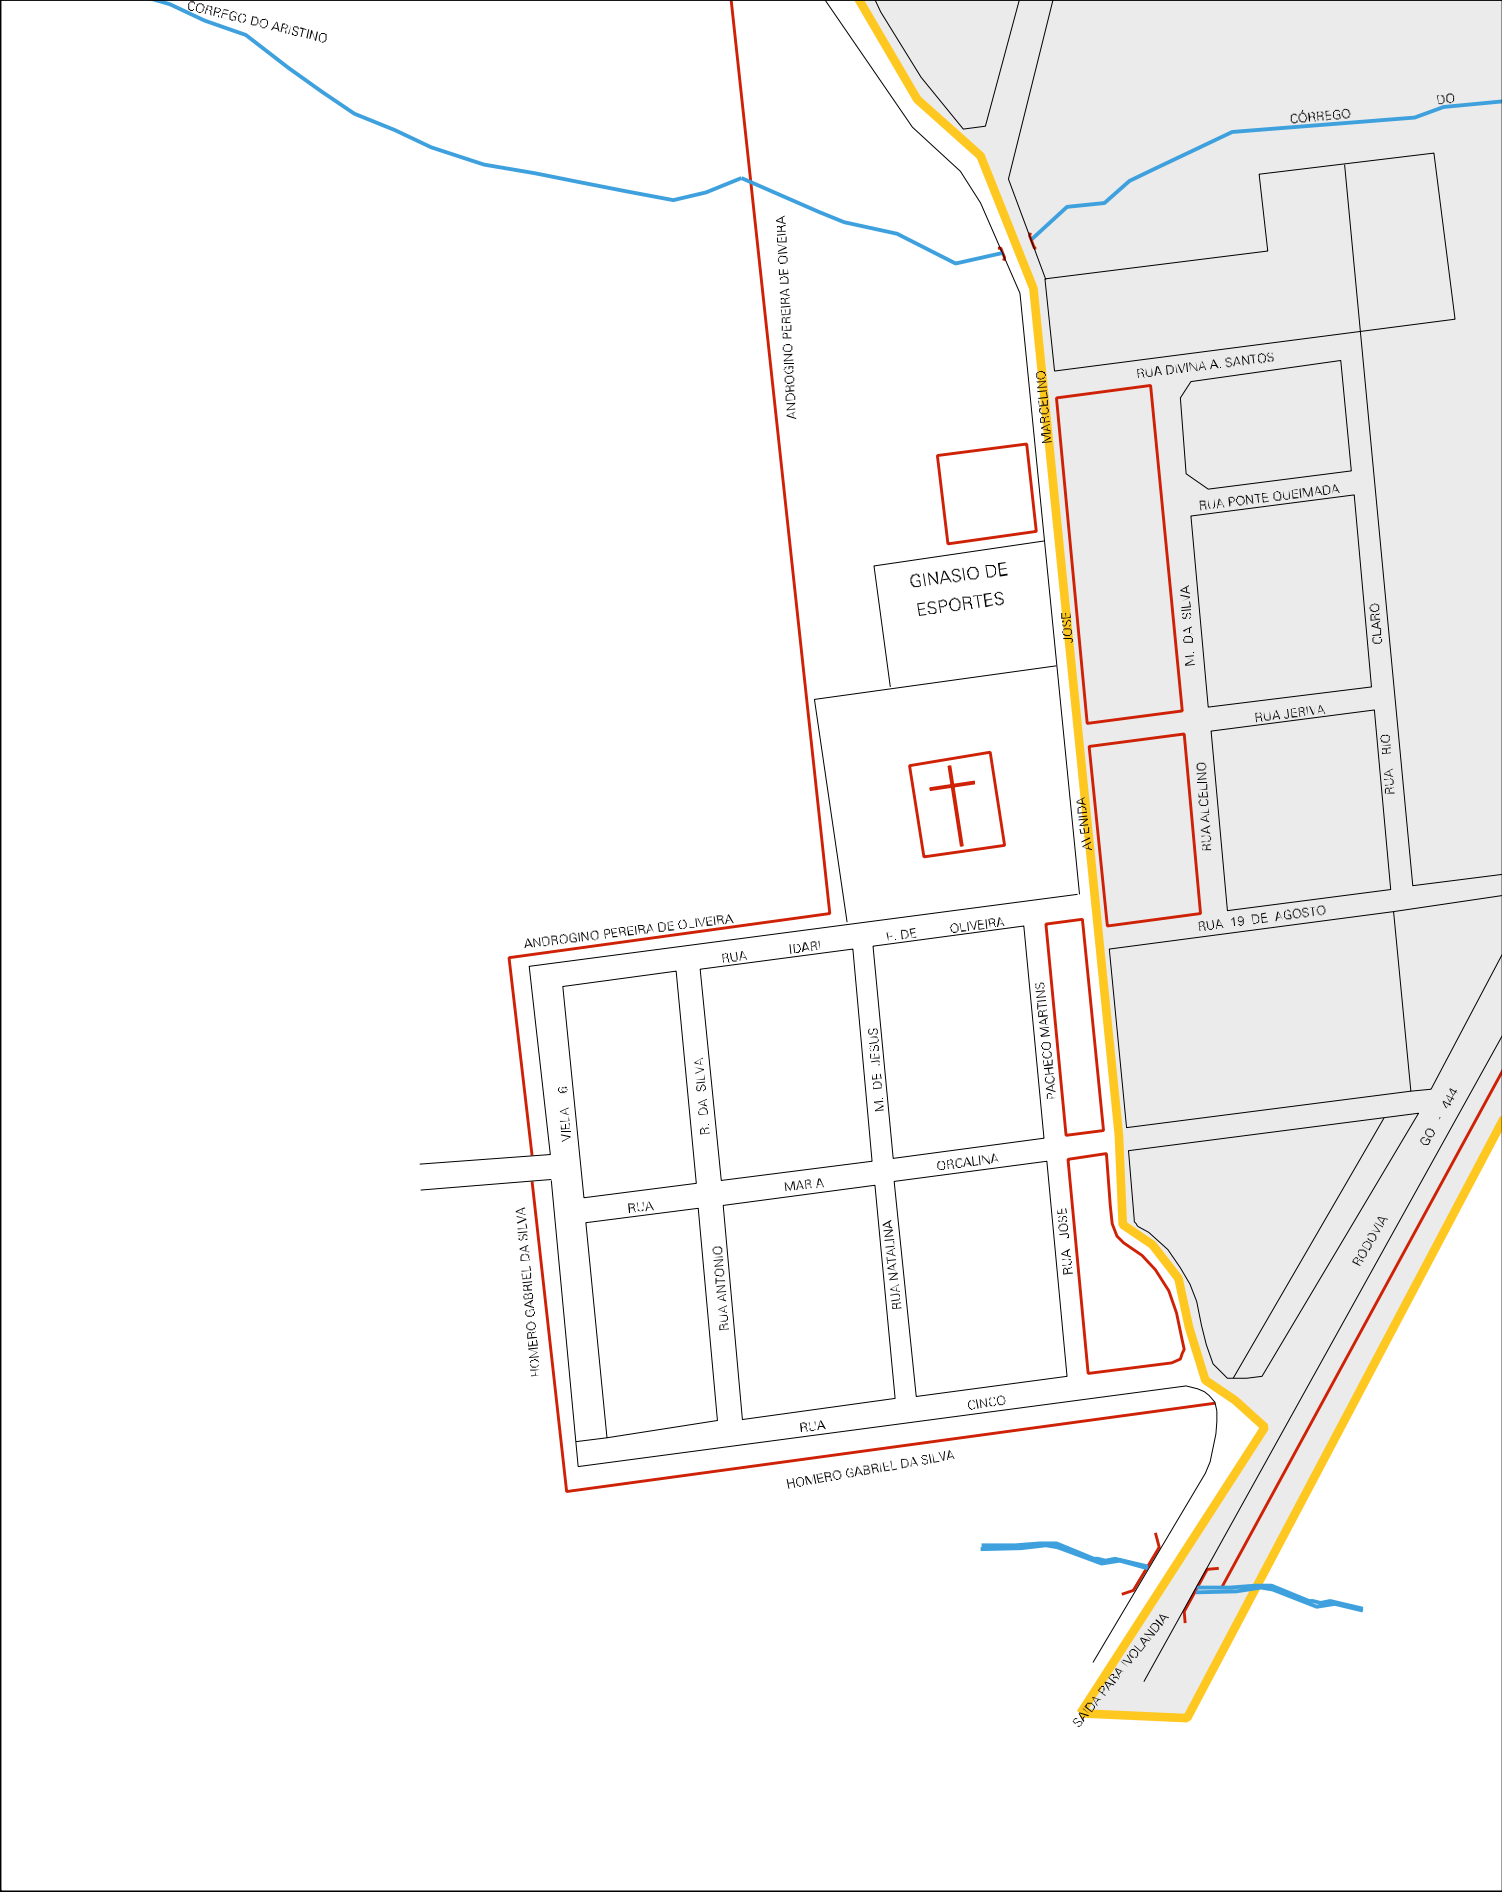 CORREGO DO ARISTINO
CÓRREGO
DO
ANDROGINO PEREIRA DE OIVEIRA
RUA DIVINA A. SANTOS
MARCELINO
RUA PONTE QUEIMADA
GINASIO DE
ESPORTES
JOSE
M. DA SILVA
CLARO
RUA JERIVA
RUA RIO
AVENIDA
RUA ALCELINO
RUA 19 DE AGOSTO
ANDROGINO PEREIRA DE OLIVEIRA
RUA IDARI F. DE OLIVEIRA
VIELA 6
R. DA SILVA
M. DE JESUS
PACHECO MARTINS
GO - 444
RUA MARIA ORCALINA
HOMERO GABRIEL DA SILVA
RUA ANTONIO
RUA NATALINA
RUA JOSE
RODOVIA
RUA CINCO
HOMERO GABRIEL DA SILVA
SAIDA PARA IVOLANDIA